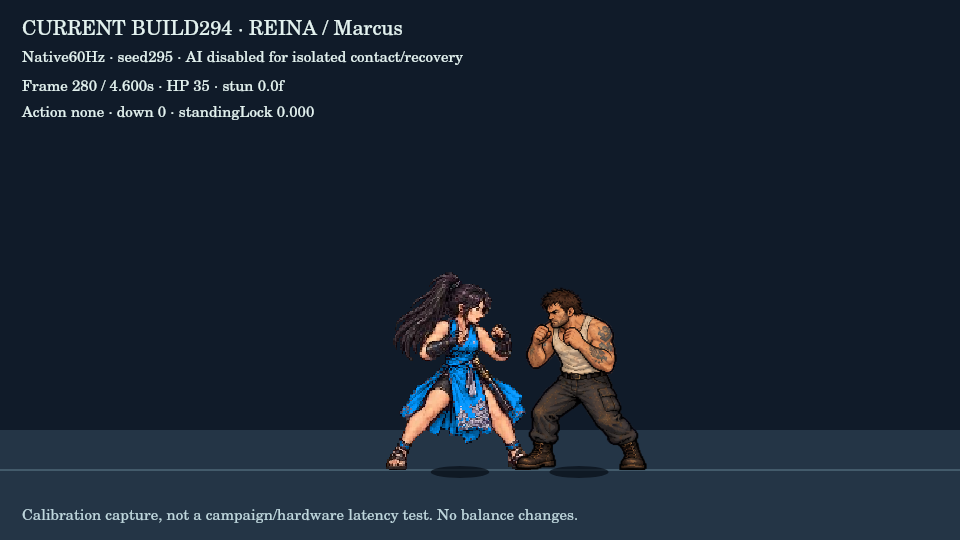 CURRENT BUILD294 · REINA / Marcus
Native60Hz · seed295 · AI disabled for isolated contact/recovery
Frame 280 / 4.600s · HP 35 · stun 0.0f
Action none · down 0 · standingLock 0.000
Calibration capture, not a campaign/hardware latency test. No balance changes.